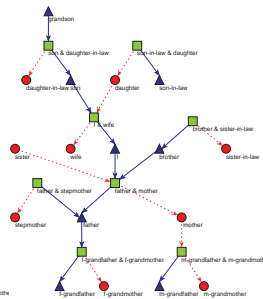 grandson
son & daughter-in-law
son-in-law & daughter
daughter-in-law
son
daughter
son-in-law
I & wife
brother & sister-in-law
sister
wife
I
brother
sister-in-law
father & stepmother
father & mother
stepmother
father
mother
f-grandfather & f-grandmother
m-grandfather & m-grandmoth
f-grandfather
f-grandmother
m-grandfather
m-grandmother